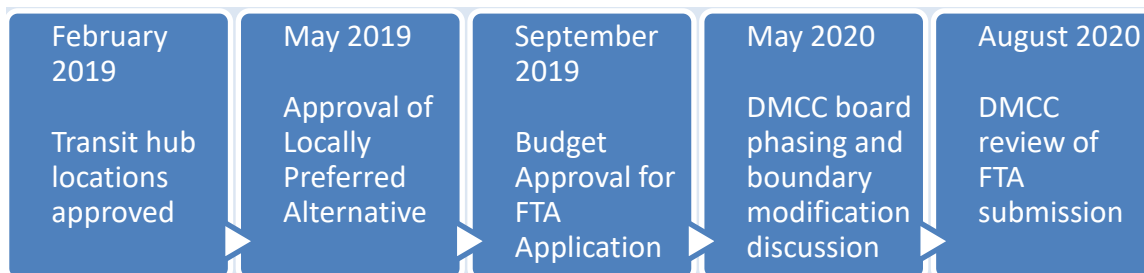 February
2019
Transit hub
locations
approved
May 2019
Approval of
Locally
Preferred
Alternative
September
2019
Budget
Approval for
FTA
Application
May 2020
DMCC board
phasing and
boundary
modification
discussion
August 2020
DMCC
review of
FTA
submission